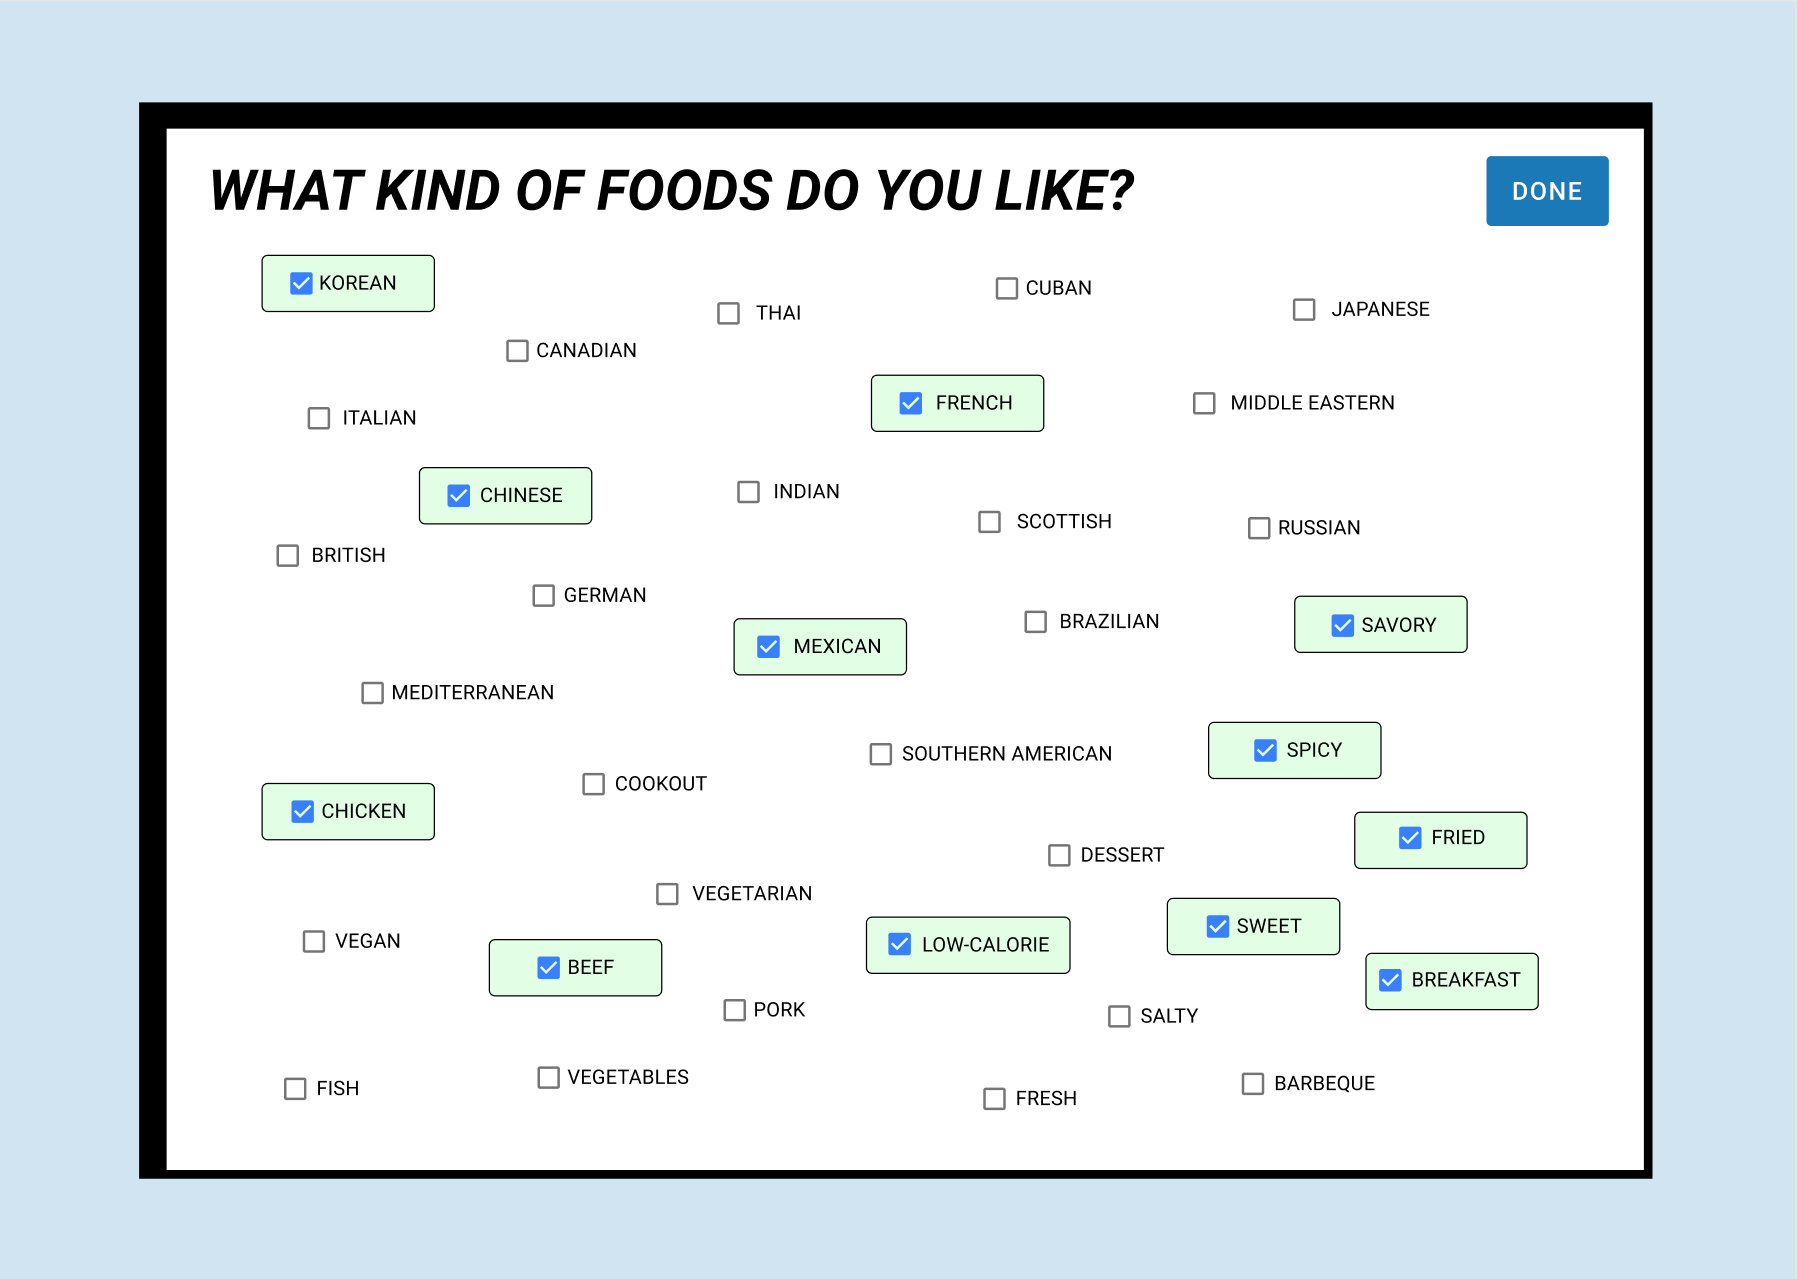 WHAT KIND OF FOODS DO YOU LIKE?
DONE
KOREAN
CUBAN
THAI
JAPANESE
CANADIAN
FRENCH
MIDDLE EASTERN
ITALIAN
CHINESE
INDIAN
SCOTTISH
RUSSIAN
BRITISH
GERMAN
BRAZILIAN
SAVORY
MEXICAN
MEDITERRANEAN
SOUTHERN AMERICAN
SPICY
COOKOUT
CHICKEN
FRIED
DESSERT
VEGETARIAN
SWEET
VEGAN
LOW-CALORIE
BEEF
BREAKFAST
PORK
SALTY
VEGETABLES
BARBEQUE
FISH
FRESH